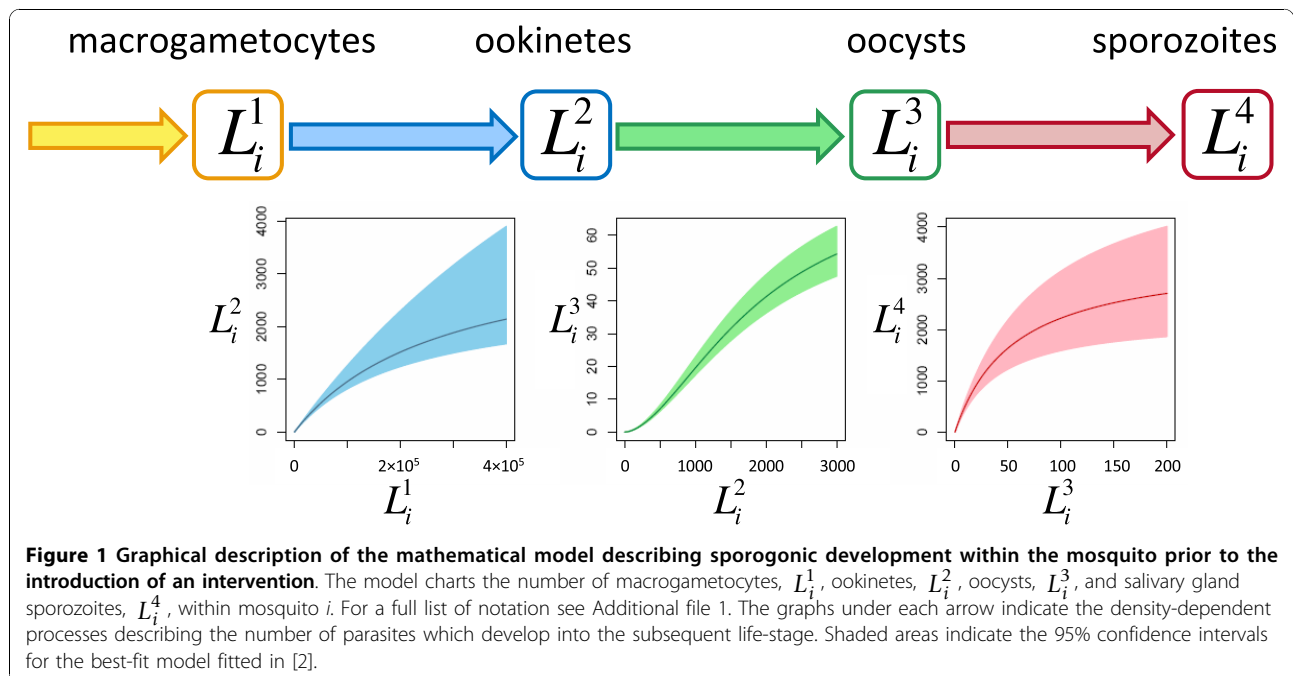 macrogametocytes ookinetes oocysts sporozoites
L_i^1 L_i^2 L_i^3 L_i^4
4000 3000 2000 1000 0
L_i^2
0 2×10⁵ 4×10⁵
L_i^1
60 50 40 30 20 10 0
L_i^3
0 1000 2000 3000
L_i^2
4000 3000 2000 1000 0
L_i^4
0 50 100 150 200
L_i^3
Figure 1 Graphical description of the mathematical model describing sporogonic development within the mosquito prior to the
introduction of an intervention. The model charts the number of macrogametocytes, L_i^1, ookinetes, L_i^2, oocysts, L_i^3, and salivary gland
sporozoites, L_i^4, within mosquito i. For a full list of notation see Additional file 1. The graphs under each arrow indicate the density-dependent
processes describing the number of parasites which develop into the subsequent life-stage. Shaded areas indicate the 95% confidence intervals
for the best-fit model fitted in [2].